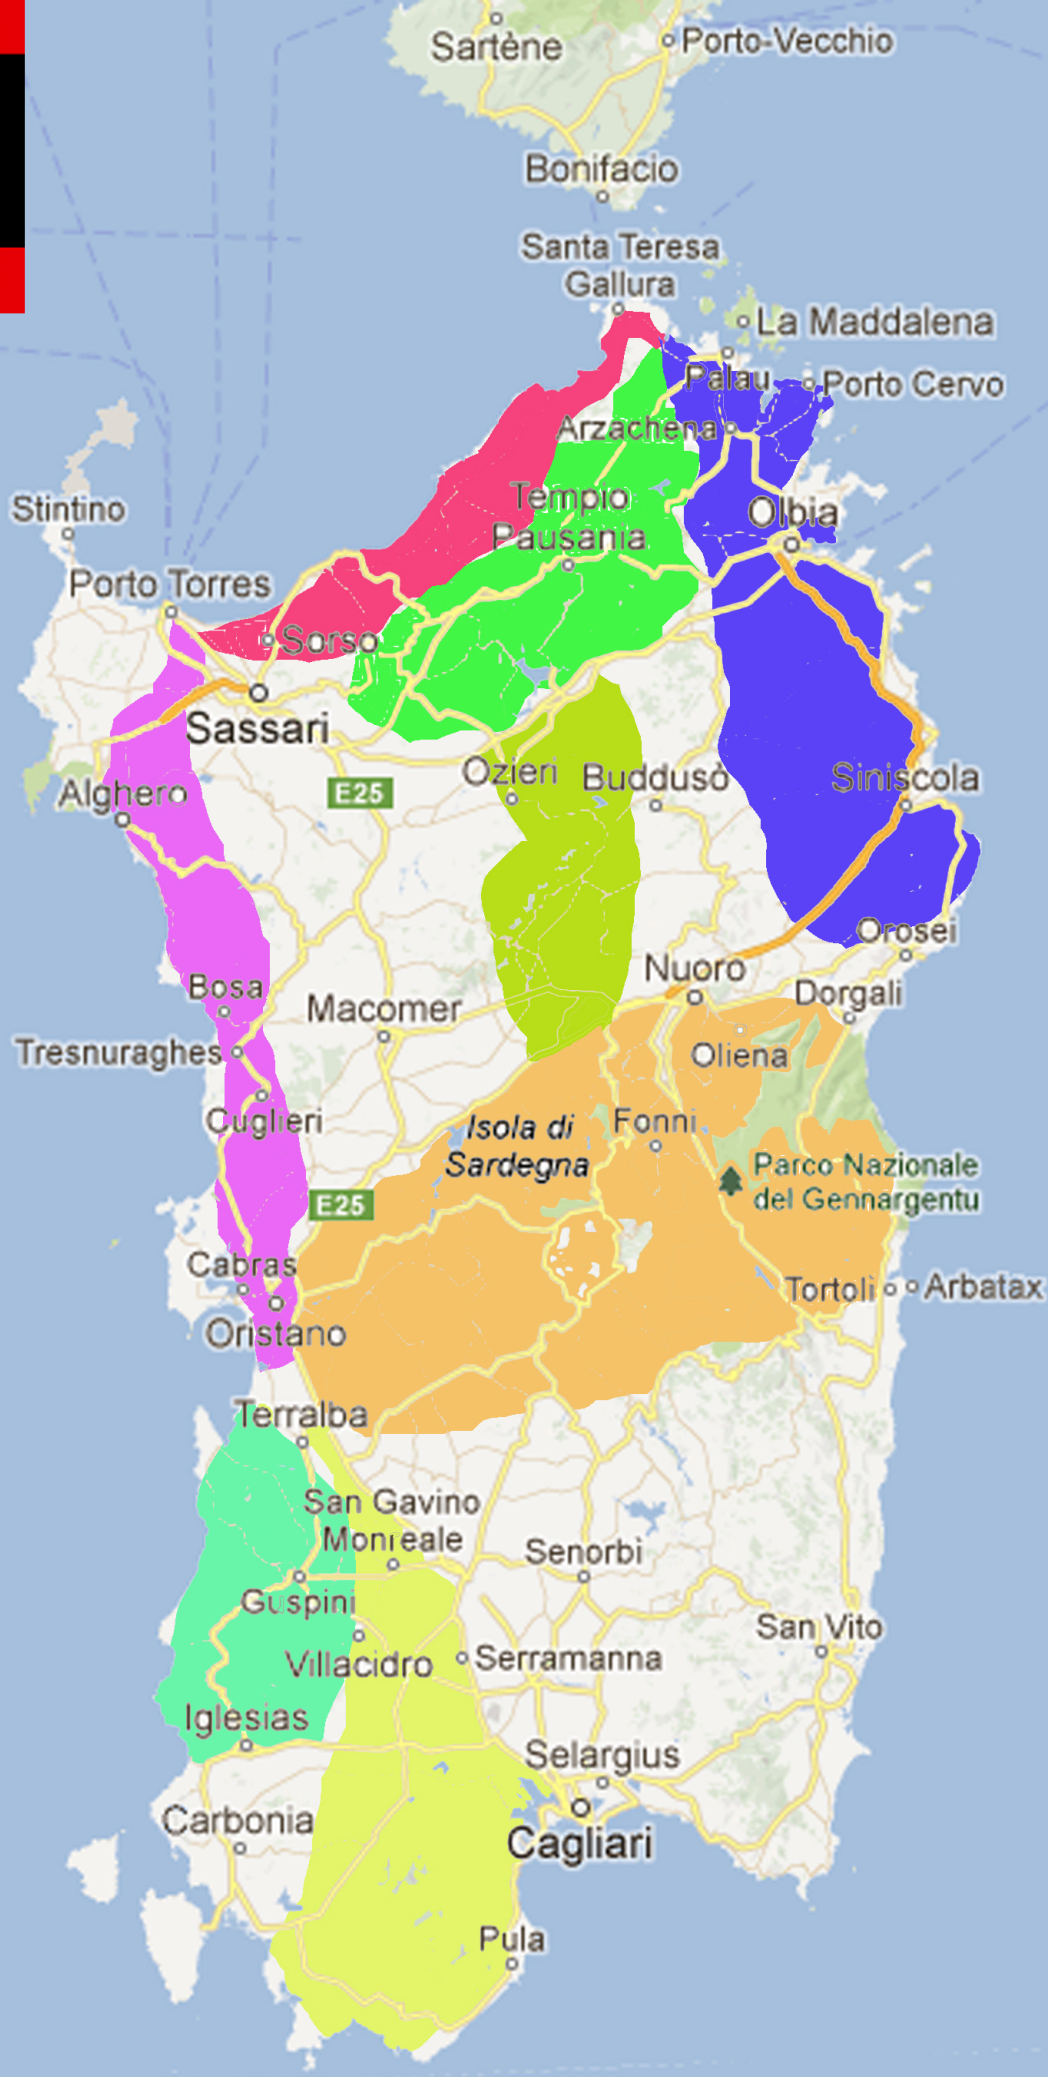 Sartène
Porto-Vecchio
Bonifacio
Santa Teresa
Gallura
La Maddalena
Palau
Porto Cervo
Arzachena
Stintino
Tempio
Pausania
Olbia
Porto Torres
Sorso
Sassari
Ozieri
Buddusò
Siniscola
E25
Alghero
Orosei
Nuoro
Bosa
Macomer
Dorgali
Tresnuraghes
Oliena
Cuglieri
Isola di
Sardegna
Fonni
Parco Nazionale
del Gennargentu
E25
Cabras
Tortolì
Arbatax
Oristano
Terralba
San Gavino
Monreale
Senorbì
Guspini
San Vito
Villacidro
Serramanna
Iglesias
Selargius
Carbonia
Cagliari
Pula